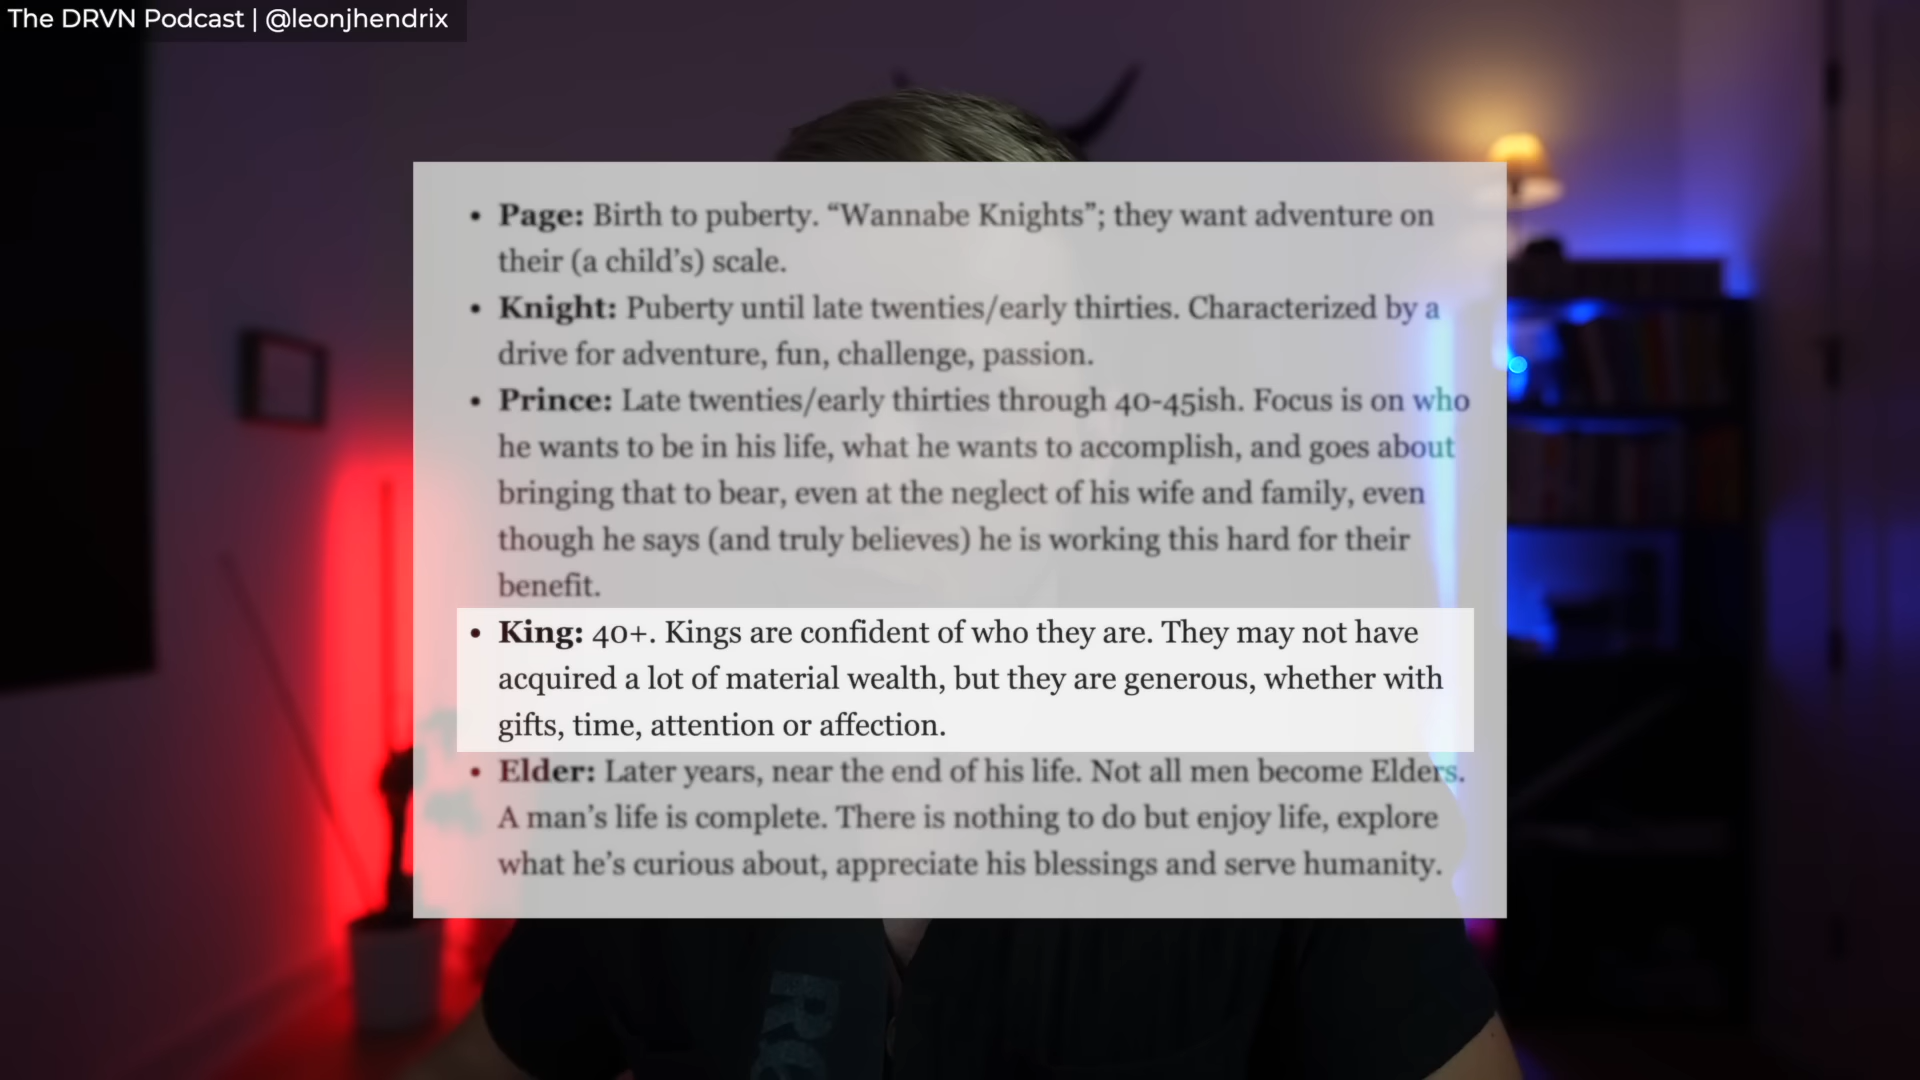 The DRVN Podcast | @leonjhendrix
• Page: Birth to puberty. “Wannabe Knights”; they want adventure on
their (a child’s) scale.
• Knight: Puberty until late twenties/early thirties. Characterized by a
drive for adventure, fun, challenge, passion.
• Prince: Late twenties/early thirties through 40-45ish. Focus is on who
he wants to be in his life, what he wants to accomplish, and goes about
bringing that to bear, even at the neglect of his wife and family, even
though he says (and truly believes) he is working this hard for their
benefit.
• King: 40+. Kings are confident of who they are. They may not have
acquired a lot of material wealth, but they are generous, whether with
gifts, time, attention or affection.
• Elder: Later years, near the end of his life. Not all men become Elders.
A man’s life is complete. There is nothing to do but enjoy life, explore
what he’s curious about, appreciate his blessings and serve humanity.